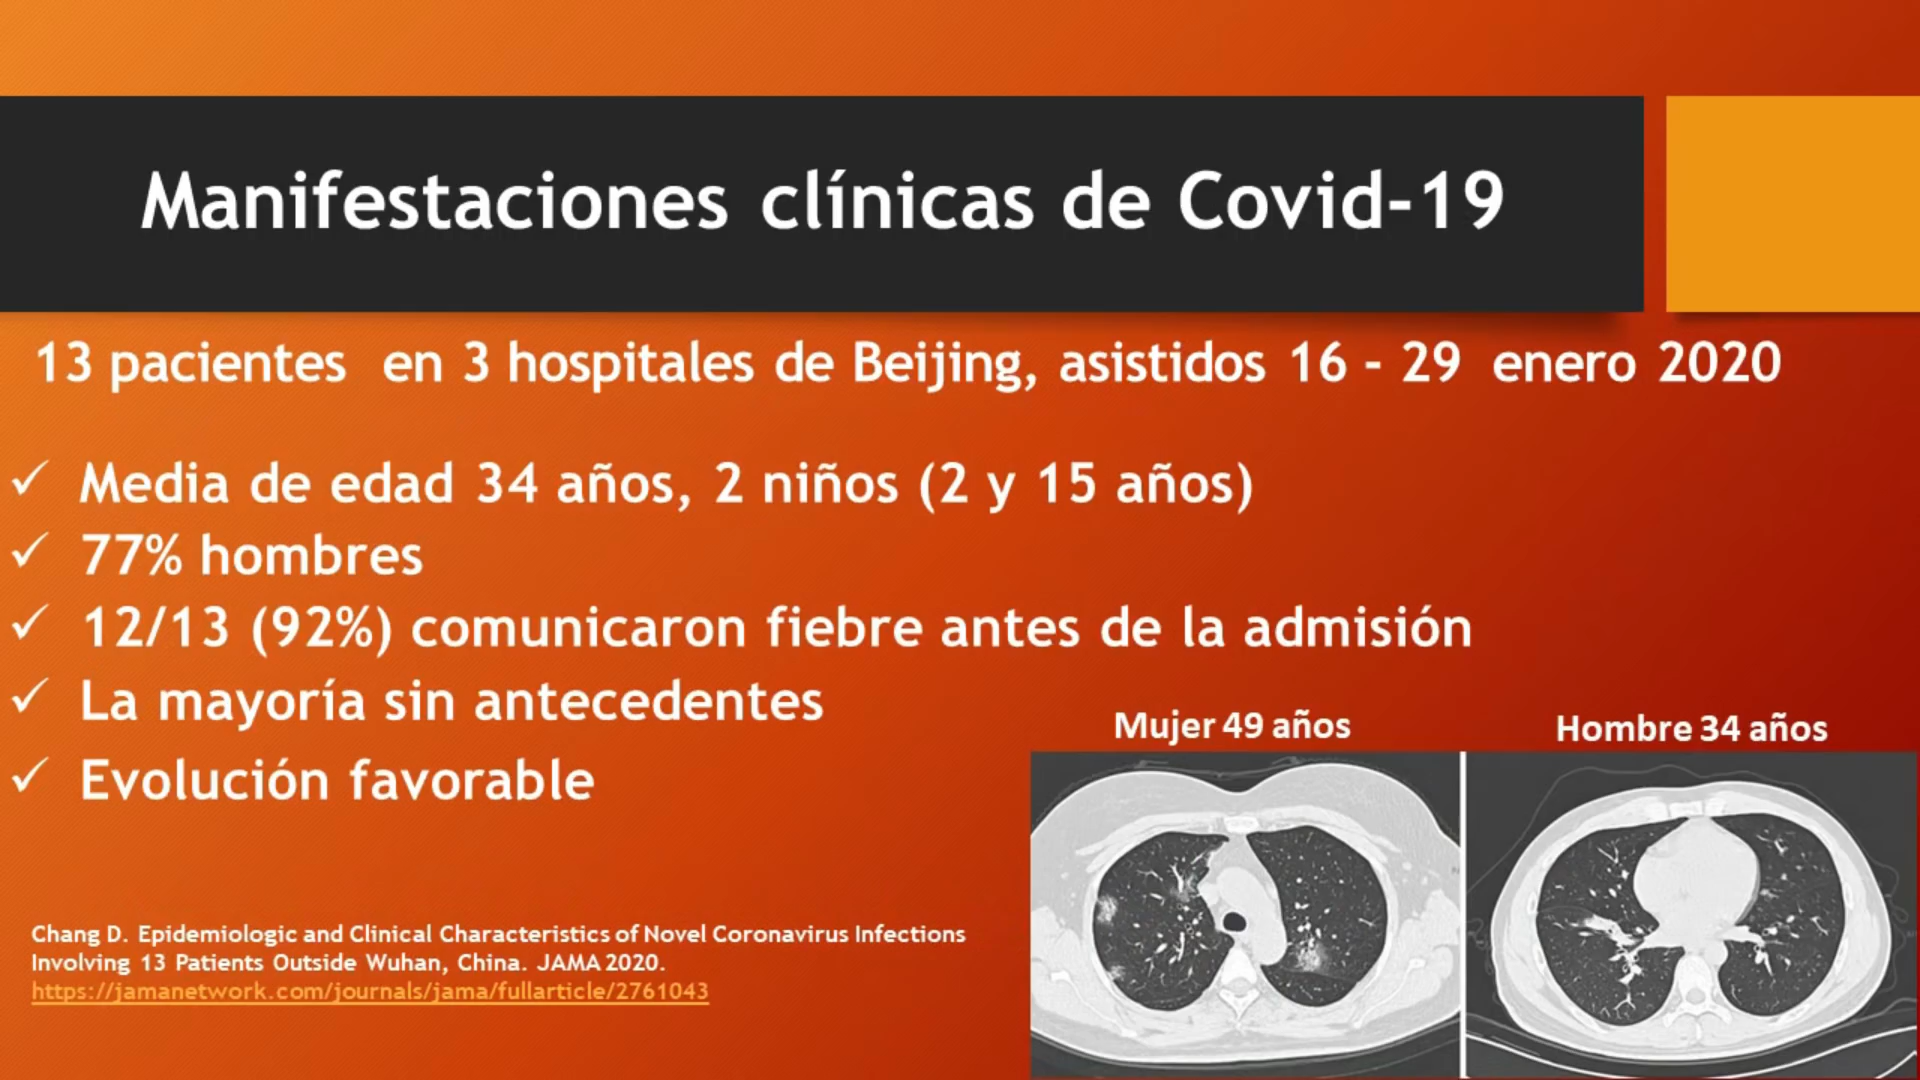 Manifestaciones clínicas de Covid-19
13 pacientes en 3 hospitales de Beijing, asistidos 16 - 29 enero 2020
✓ Media de edad 34 años, 2 niños (2 y 15 años)
✓ 77% hombres
✓ 12/13 (92%) comunicaron fiebre antes de la admisión
✓ La mayoría sin antecedentes
✓ Evolución favorable
Mujer 49 años
Hombre 34 años
Chang D. Epidemiologic and Clinical Characteristics of Novel Coronavirus Infections
Involving 13 Patients Outside Wuhan, China. JAMA 2020.
https://jamanetwork.com/journals/jama/fullarticle/2761043